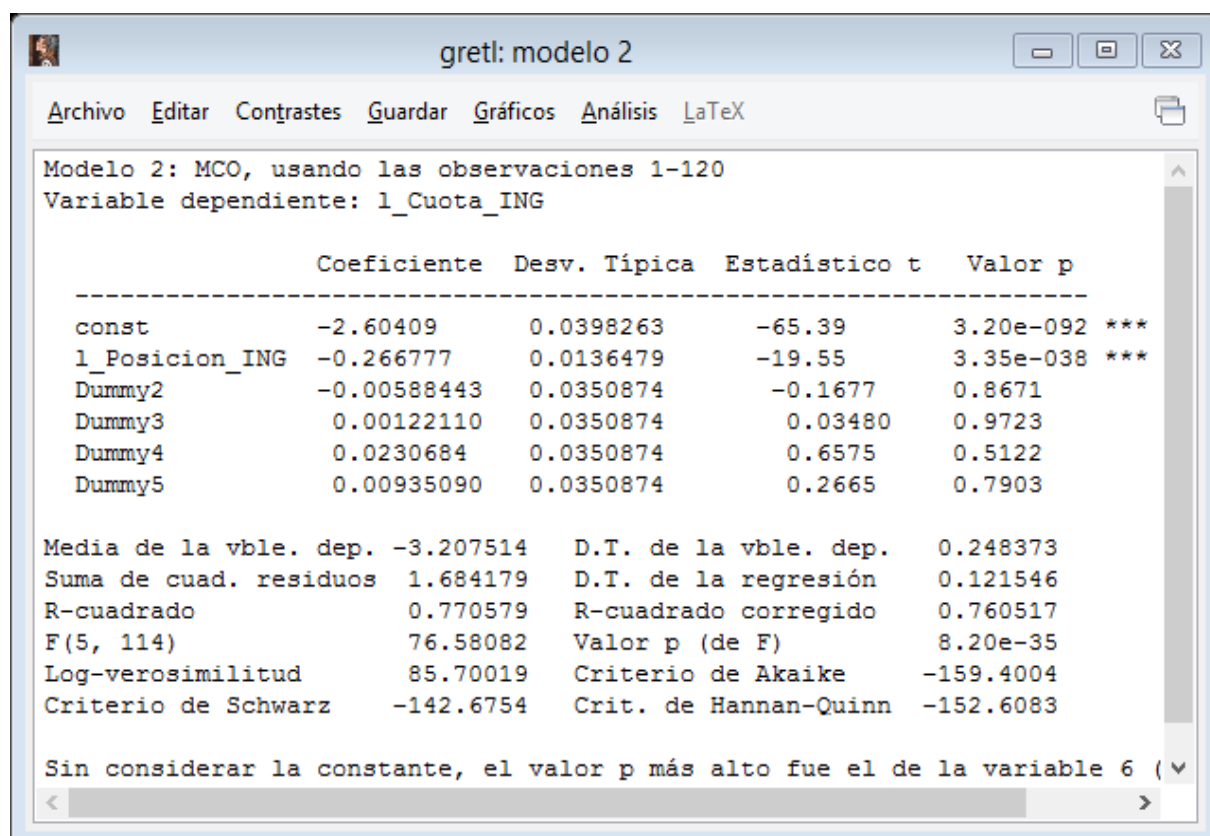 gretl: modelo 2
Archivo Editar Contrastes Guardar Gráficos Análisis LaTeX
Modelo 2: MCO, usando las observaciones 1-120
Variable dependiente: l_Cuota_ING
Coeficiente Desv. Típica Estadístico t Valor p
const -2.60409 0.0398263 -65.39 3.20e-092 ***
l_Posicion_ING -0.266777 0.0136479 -19.55 3.35e-038 ***
Dummy2 -0.00588443 0.0350874 -0.1677 0.8671
Dummy3 0.00122110 0.0350874 0.03480 0.9723
Dummy4 0.0230684 0.0350874 0.6575 0.5122
Dummy5 0.00935090 0.0350874 0.2665 0.7903
Media de la vble. dep. -3.207514 D.T. de la vble. dep. 0.248373
Suma de cuad. residuos 1.684179 D.T. de la regresión 0.121546
R-cuadrado 0.770579 R-cuadrado corregido 0.760517
F(5, 114) 76.58082 Valor p (de F) 8.20e-35
Log-verosimilitud 85.70019 Criterio de Akaike -159.4004
Criterio de Schwarz -142.6754 Crit. de Hannan-Quinn -152.6083
Sin considerar la constante, el valor p más alto fue el de la variable 6 (